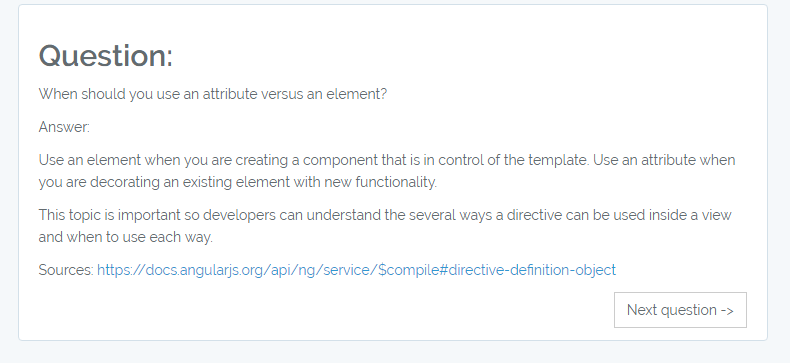 Question:
When should you use an attribute versus an element?
Answer:
Use an element when you are creating a component that is in control of the template. Use an attribute when
you are decorating an existing element with new functionality.
This topic is important so developers can understand the several ways a directive can be used inside a view
and when to use each way.
Sources: https://docs.angularjs.org/api/ng/service/$compile#directive-definition-object
Next question ->